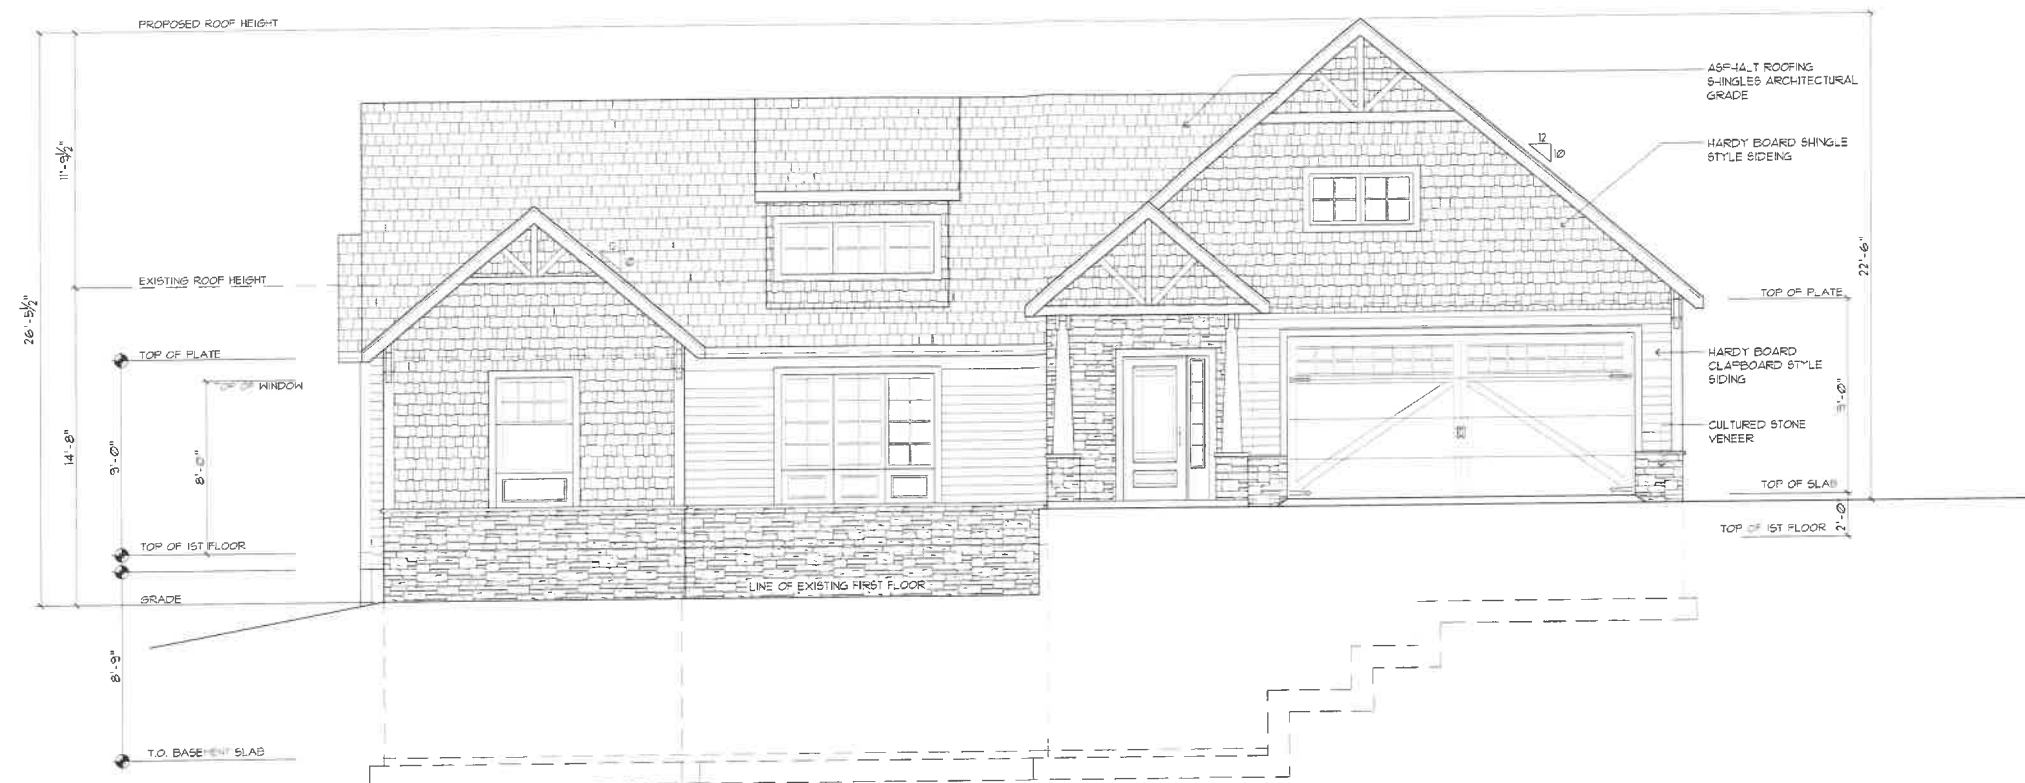 PROPOSED ROOF HEIGHT
11'-9½"
26'-5½"
EXISTING ROOF HEIGHT
TOP OF PLATE
TOP OF WINDOW
14'-8"
9'-0"
8'-0"
TOP OF 1ST FLOOR
GRADE
8'-9"
T.O. BASEMENT SLAB
LINE OF EXISTING FIRST FLOOR
12
10
ASPHALT ROOFING
SHINGLES ARCHITECTURAL
GRADE
HARDY BOARD SHINGLE
STYLE SIDEING
22'-6"
TOP OF PLATE
HARDY BOARD
CLAPBOARD STYLE
SIDING
9'-0"
CULTURED STONE
VENEER
TOP OF SLAB
2'-0"
TOP OF 1ST FLOOR